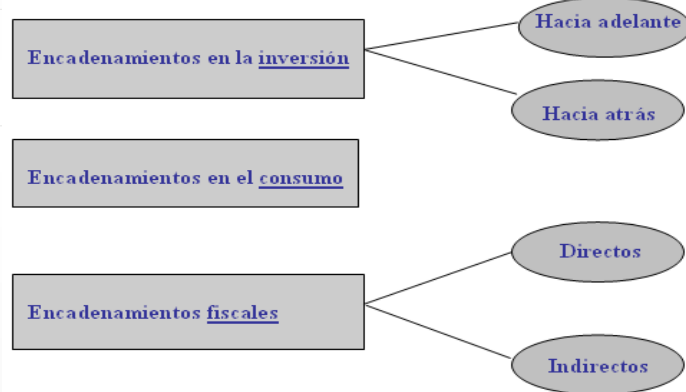 Hacia adelante
Encadenamientos en la inversión
Hacia atrás
Encadenamientos en el consumo
Directos
Encadenamientos fiscales
Indirectos